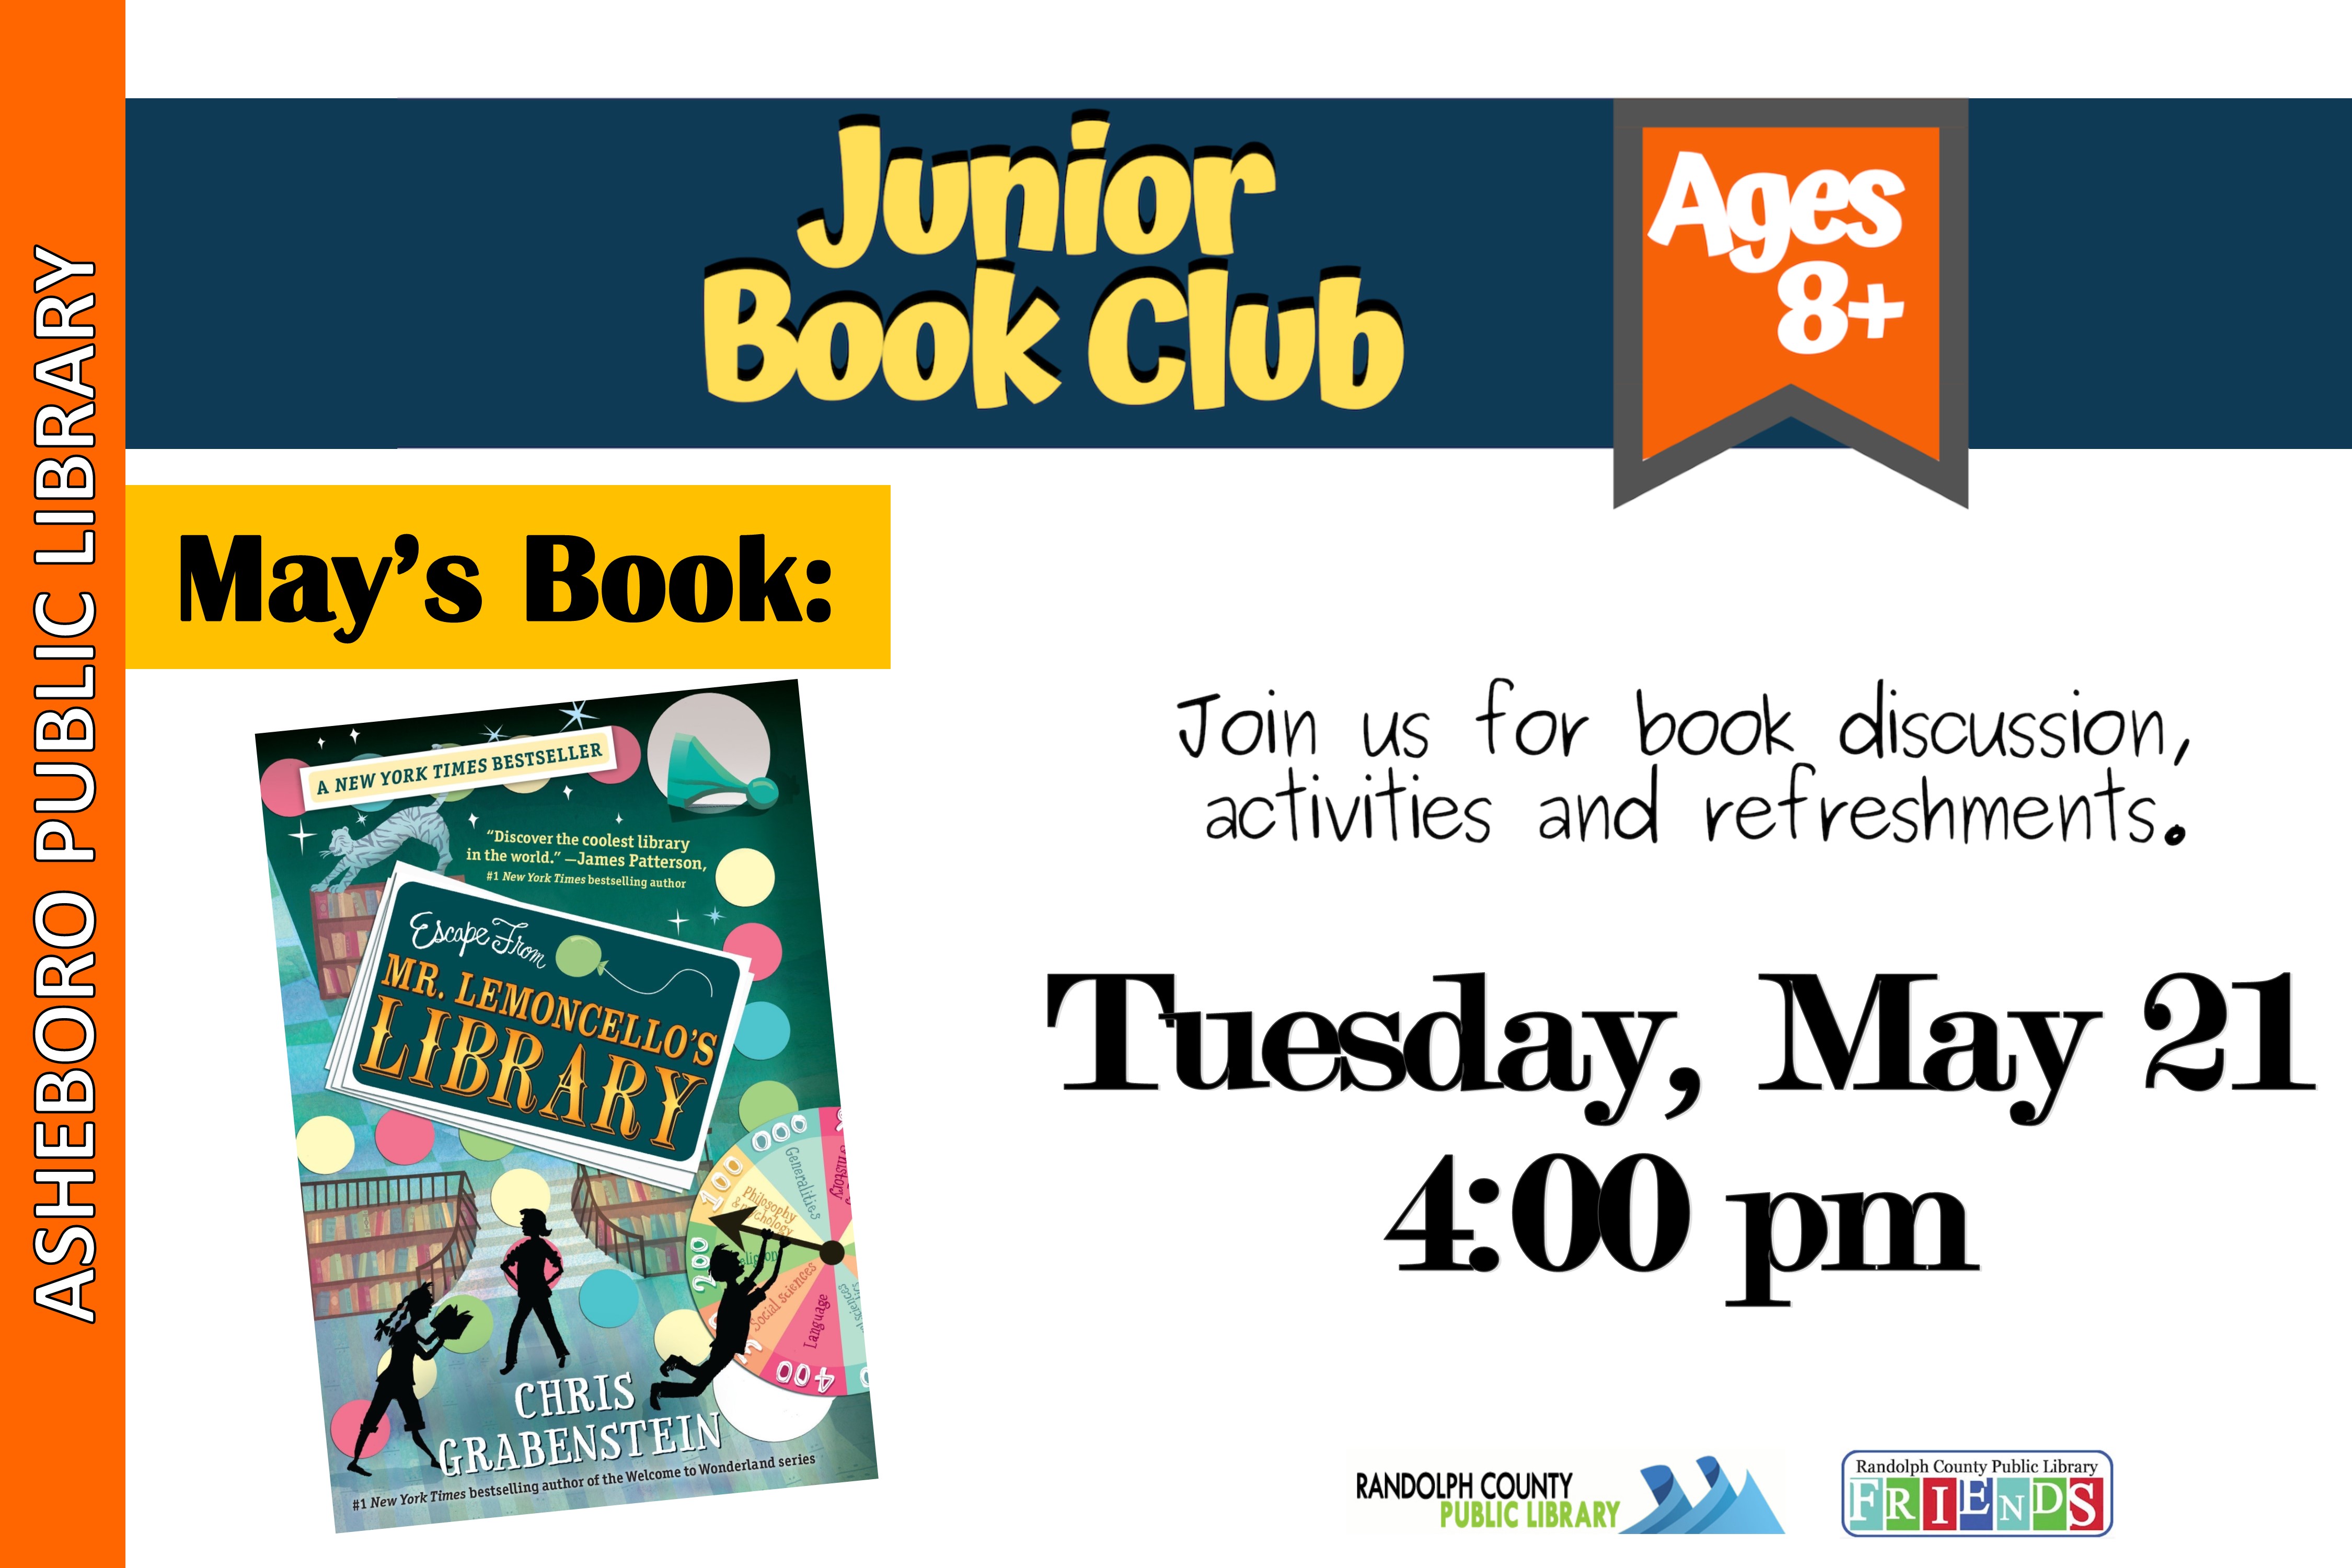 ASHEBORO PUBLIC LIBRARY
Junior
Book Club
Ages
8+
May’s Book:
A NEW YORK TIMES BESTSELLER
“Discover the coolest library
in the world.” —James Patterson,
#1 New York Times bestselling author
Escape From
MR. LEMONCELLO’S
LIBRARY
000
Generalities
100
Philosophy
200
Social Sciences
Language
400
CHRIS
GRABENSTEIN
#1 New York Times bestselling author of the Welcome to Wonderland series
Join us for book discussion,
activities and refreshments.
Tuesday, May 21
4:00 pm
RANDOLPH COUNTY
PUBLIC LIBRARY
Randolph County Public Library
FRIENDS